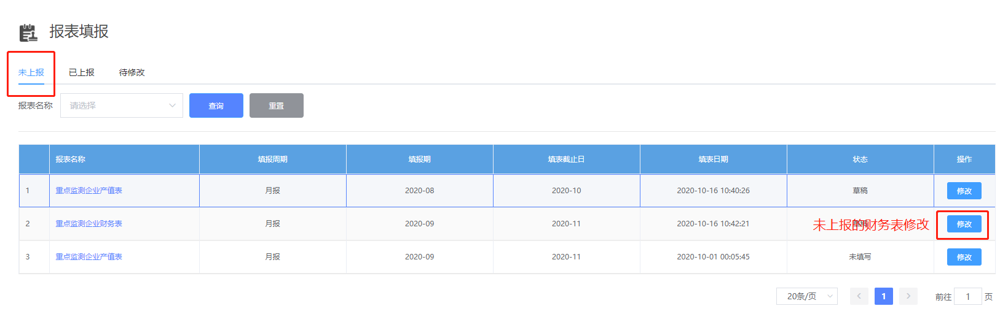 报表填报
未上报 已上报 待修改
报表名称 请选择 查询 重置
报表名称 填报周期 填报期 填表截止日 填表日期 状态 操作
1 重点监测企业产值表 月报 2020-08 2020-10 2020-10-16 10:40:26 草稿 修改
2 重点监测企业财务表 月报 2020-09 2020-11 2020-10-16 10:42:21 未上报的财务表修改 修改
3 重点监测企业产值表 月报 2020-09 2020-11 2020-10-01 00:05:45 未填写 修改
20条/页 1 前往 1 页